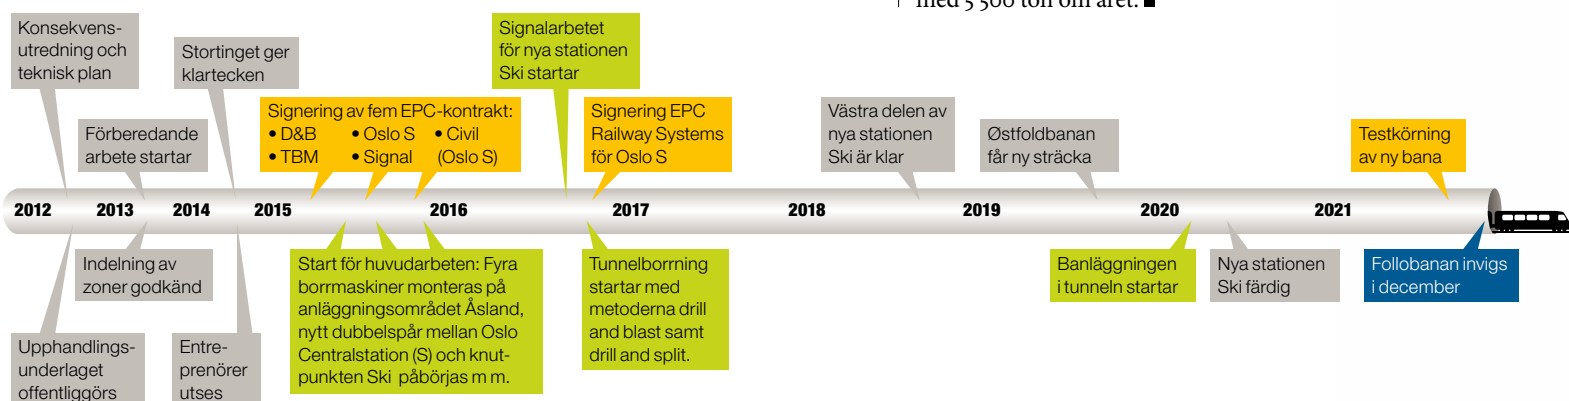 med 5 500 ton om året. ■
Konsekvens-
utredning och
teknisk plan
Stortinget ger
klartecken
Signalarbetet
för nya stationen
Ski startar
Förberedande
arbete startar
Signering av fem EPC-kontrakt:
• D&B • Oslo S • Civil
• TBM • Signal (Oslo S)
Signering EPC
Railway Systems
för Oslo S
Västra delen av
nya stationen
Ski är klar
Østfoldbanan
får ny sträcka
Testkörning
av ny bana
2012 2013 2014 2015 2016 2017 2018 2019 2020 2021
Indelning av
zoner godkänd
Start för huvudarbeten: Fyra
borrmaskiner monteras på
anläggningsområdet Åsland,
nytt dubbelspår mellan Oslo
Centralstation (S) och knut-
punkten Ski påbörjas m m.
Tunnelborrning
startar med
metoderna drill
and blast samt
drill and split.
Banläggningen
i tunneln startar
Nya stationen
Ski färdig
Follobanan invigs
i december
Upphandlings-
underlaget
offentliggörs
Entre-
prenörer
utses